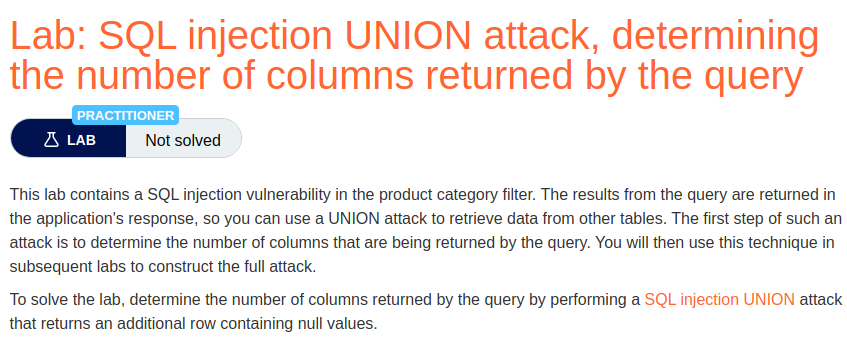 Lab: SQL injection UNION attack, determining
the number of columns returned by the query
PRACTITIONER
LAB
Not solved
This lab contains a SQL injection vulnerability in the product category filter. The results from the query are returned in
the application's response, so you can use a UNION attack to retrieve data from other tables. The first step of such an
attack is to determine the number of columns that are being returned by the query. You will then use this technique in
subsequent labs to construct the full attack.
To solve the lab, determine the number of columns returned by the query by performing a SQL injection UNION attack
that returns an additional row containing null values.